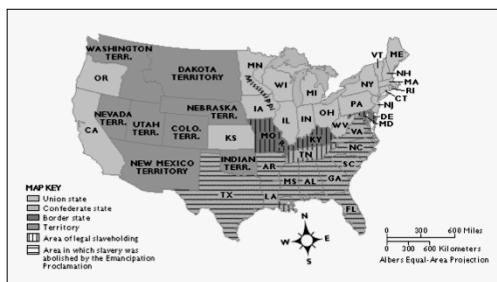 WASHINGTON
TERR.
OR
DAKOTA
TERRITORY
MN
WI
MI
Mississippi
VT
ME
NH
MA
RI
CT
NY
PA
NJ
DE
MD
NEBRASKA
TERR.
IA
IL
IN
OH
WV
VA
NEVADA
TERR.
UTAH
TERR.
COLO.
TERR.
KS
MO
KY
CA
NC
TN
SC
NEW MEXICO
TERRITORY
INDIAN
TERR.
AR
MS
AL
GA
TX
LA
FL
MAP KEY
Union state
Confederate state
Border state
Territory
Area of legal slaveholding
Area in which slavery was
abolished by the Emancipation
Proclamation
N
W
E
S
0 300 600 Miles
0 300 600 Kilometers
Albers Equal-Area Projection